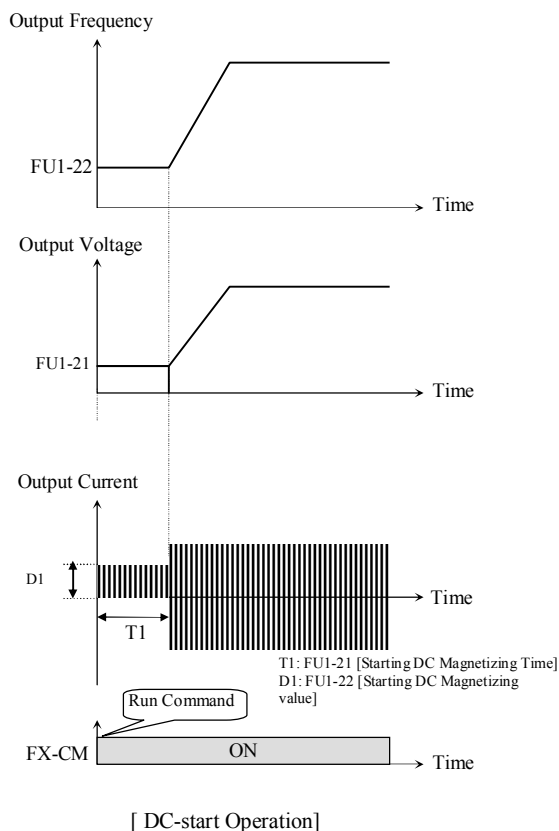 Output Frequency
FU1-22
Time
Output Voltage
FU1-21
Time
Output Current
D1
Time
T1
T1: FU1-21 [Starting DC Magnetizing Time]
D1: FU1-22 [Starting DC Magnetizing
value]
Run Command
FX-CM
ON
Time
[ DC-start Operation]